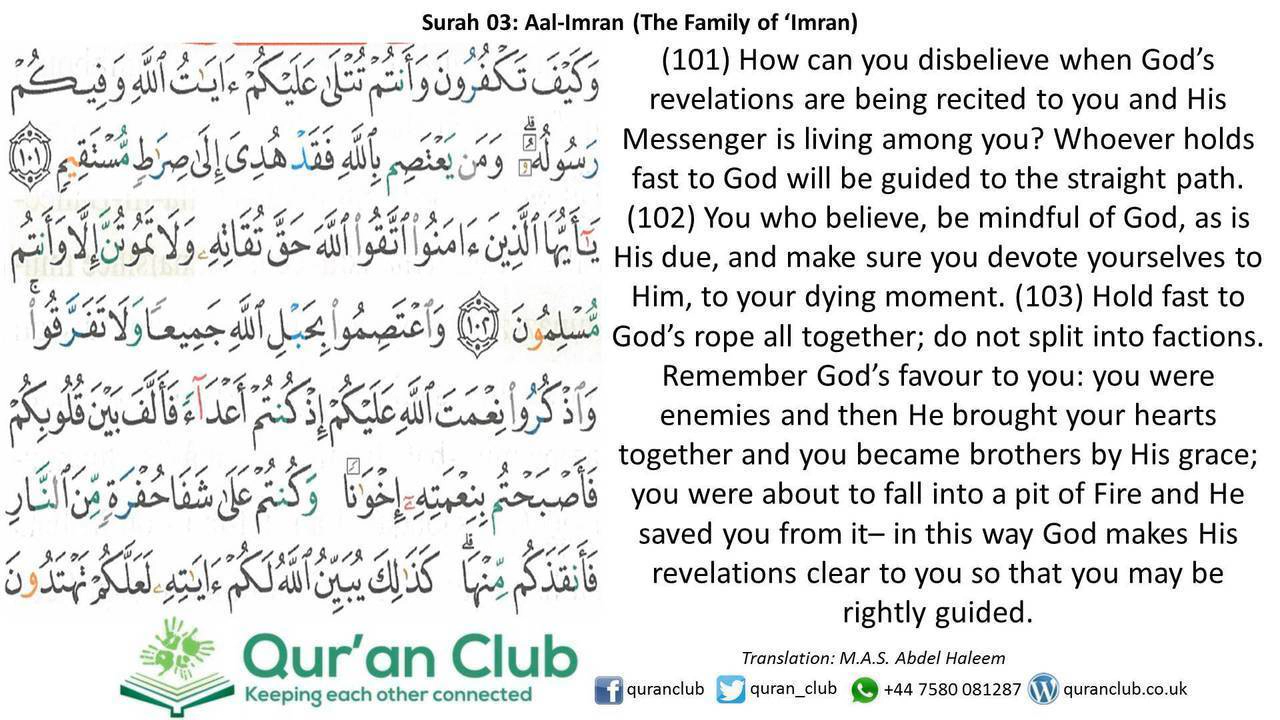 Surah 03: Aal-Imran (The Family of ‘Imran)
وَكَيْفَ تَكْفُرُونَ وَأَنتُمْ تُتْلَىٰ عَلَيْكُمْ ءَايَـٰتُ ٱللَّهِ وَفِيكُمْ
رَسُولُهُۥ ۗ وَمَن يَعْتَصِم بِٱللَّهِ فَقَدْ هُدِىَ إِلَىٰ صِرَٰطٍ مُّسْتَقِيمٍ ١٠١
يَـٰٓأَيُّهَا ٱلَّذِينَ ءَامَنُوا۟ ٱتَّقُوا۟ ٱللَّهَ حَقَّ تُقَاتِهِۦ وَلَا تَمُوتُنَّ إِلَّا وَأَنتُم
مُّسْلِمُونَ ١٠٢ وَٱعْتَصِمُوا۟ بِحَبْلِ ٱللَّهِ جَمِيعًا وَلَا تَفَرَّقُوا۟ ۚ
وَٱذْكُرُوا۟ نِعْمَتَ ٱللَّهِ عَلَيْكُمْ إِذْ كُنتُمْ أَعْدَآءً فَأَلَّفَ بَيْنَ قُلُوبِكُمْ
فَأَصْبَحْتُم بِنِعْمَتِهِۦٓ إِخْوَٰنًا وَكُنتُمْ عَلَىٰ شَفَا حُفْرَةٍ مِّنَ ٱلنَّارِ
فَأَنقَذَكُم مِّنْهَا ۗ كَذَٰلِكَ يُبَيِّنُ ٱللَّهُ لَكُمْ ءَايَـٰتِهِۦ لَعَلَّكُمْ تَهْتَدُونَ
(101) How can you disbelieve when God’s
revelations are being recited to you and His
Messenger is living among you? Whoever holds
fast to God will be guided to the straight path.
(102) You who believe, be mindful of God, as is
His due, and make sure you devote yourselves to
Him, to your dying moment. (103) Hold fast to
God’s rope all together; do not split into factions.
Remember God’s favour to you: you were
enemies and then He brought your hearts
together and you became brothers by His grace;
you were about to fall into a pit of Fire and He
saved you from it– in this way God makes His
revelations clear to you so that you may be
rightly guided.
Qur’an Club
Keeping each other connected
Translation: M.A.S. Abdel Haleem
quranclub quran_club +44 7580 081287 quranclub.co.uk